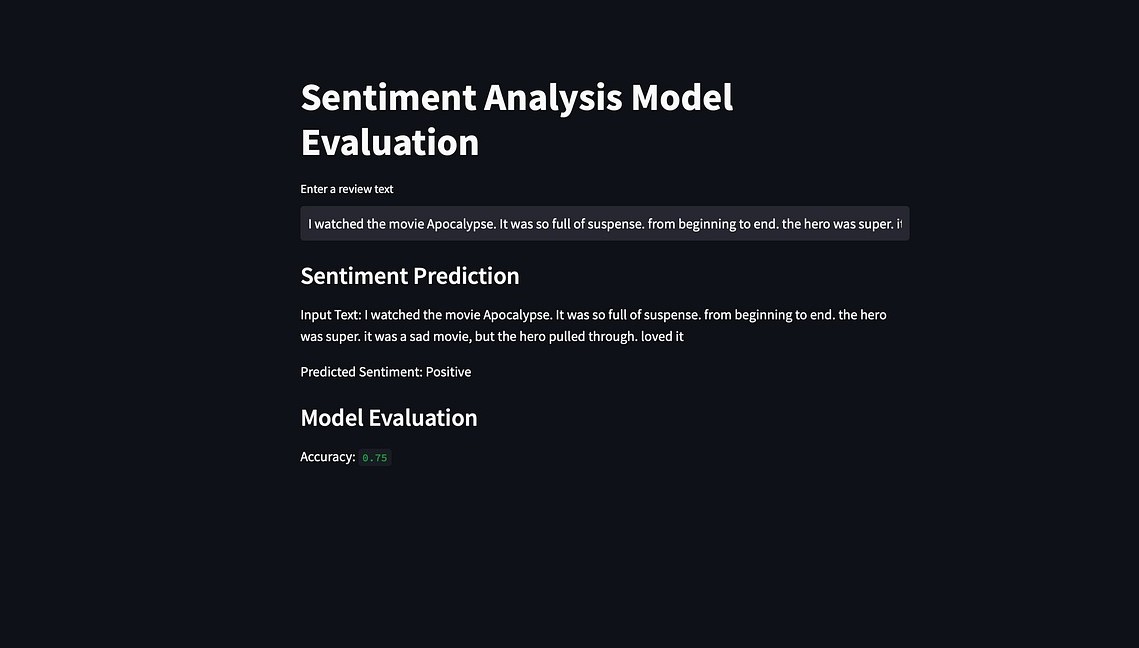 Sentiment Analysis Model
Evaluation
Enter a review text
I watched the movie Apocalypse. It was so full of suspense. from beginning to end. the hero was super. it
Sentiment Prediction
Input Text: I watched the movie Apocalypse. It was so full of suspense. from beginning to end. the hero
was super. it was a sad movie, but the hero pulled through. loved it
Predicted Sentiment: Positive
Model Evaluation
Accuracy: 0.75